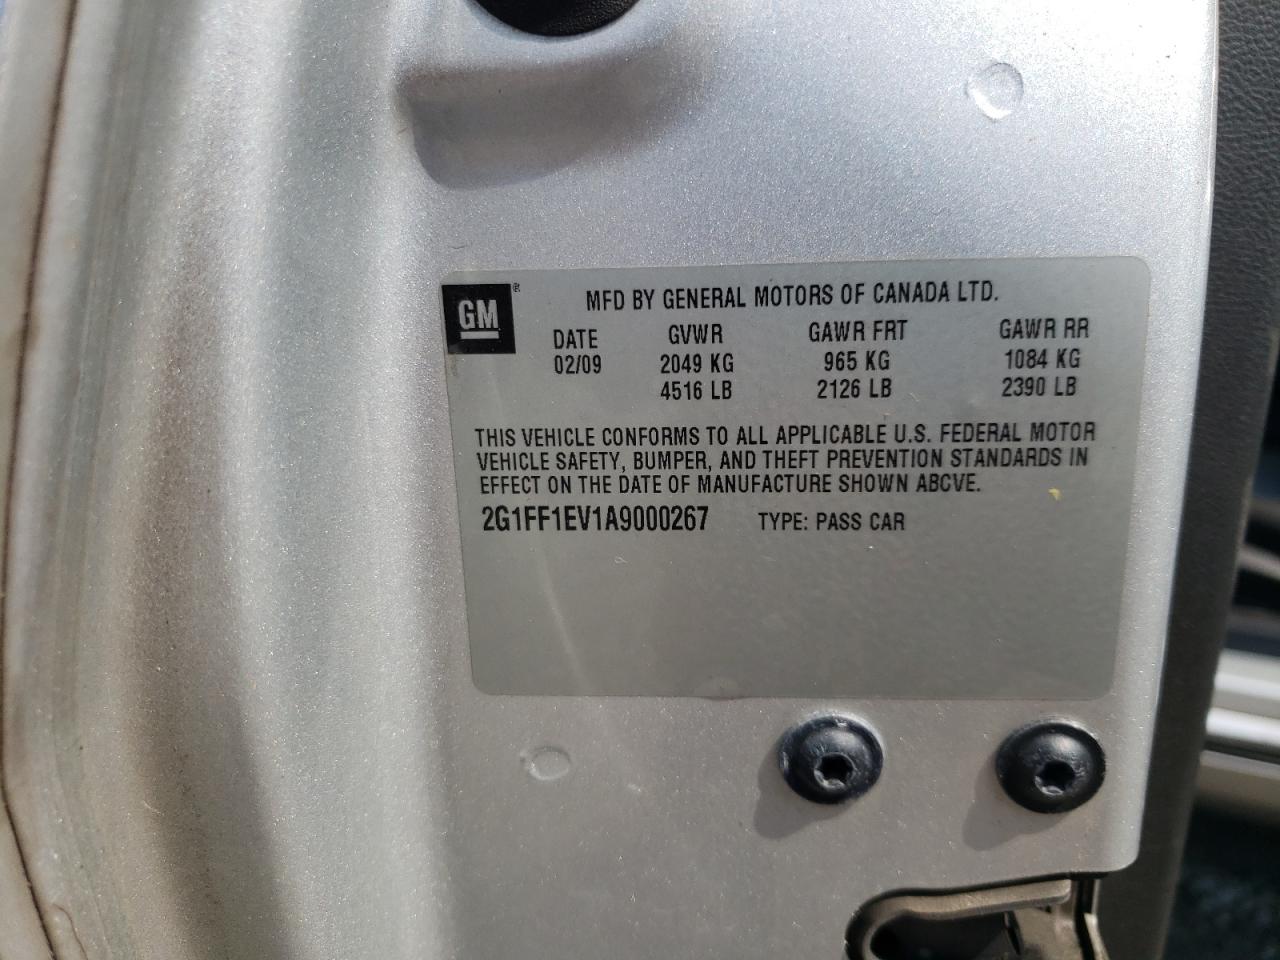 GM ®
MFD BY GENERAL MOTORS OF CANADA LTD.
DATE GVWR GAWR FRT GAWR RR
02/09 2049 KG 965 KG 1084 KG
4516 LB 2126 LB 2390 LB
THIS VEHICLE CONFORMS TO ALL APPLICABLE U.S. FEDERAL MOTOR
VEHICLE SAFETY, BUMPER, AND THEFT PREVENTION STANDARDS IN
EFFECT ON THE DATE OF MANUFACTURE SHOWN ABCVE.
2G1FF1EV1A9000267 TYPE: PASS CAR